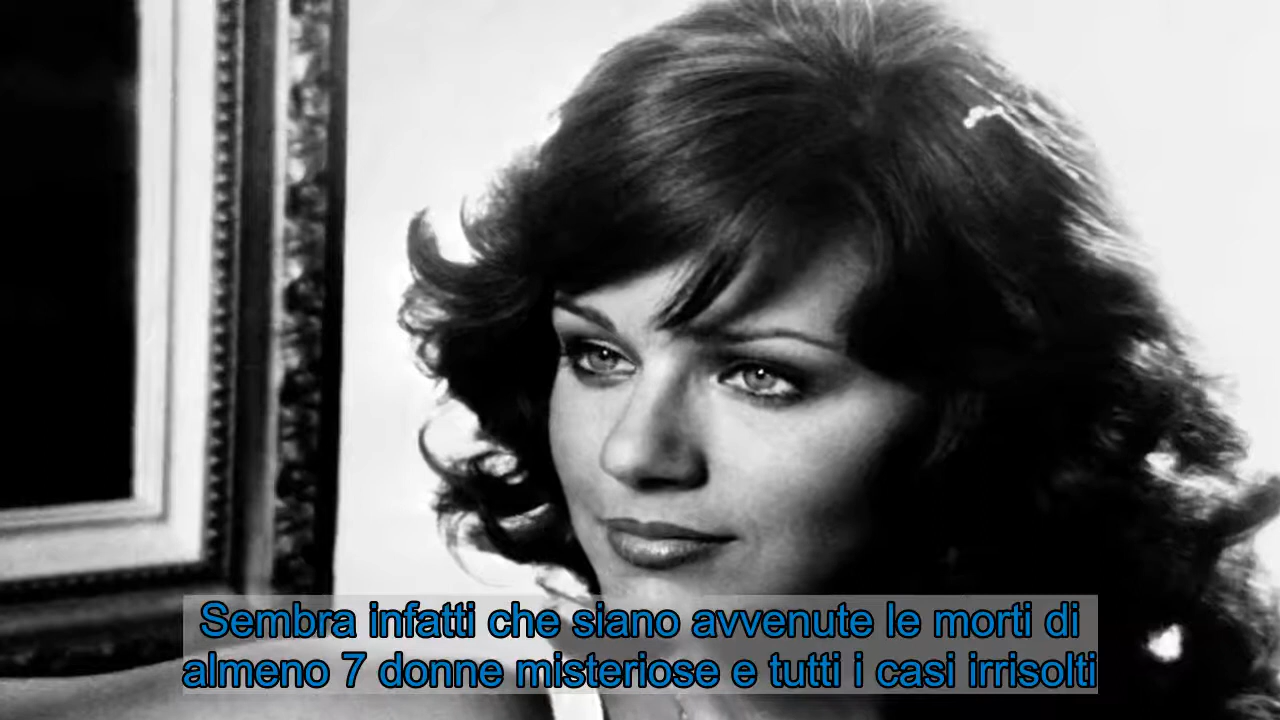 Sembra infatti che siano avvenute le morti di
almeno 7 donne misteriose e tutti i casi irrisolti